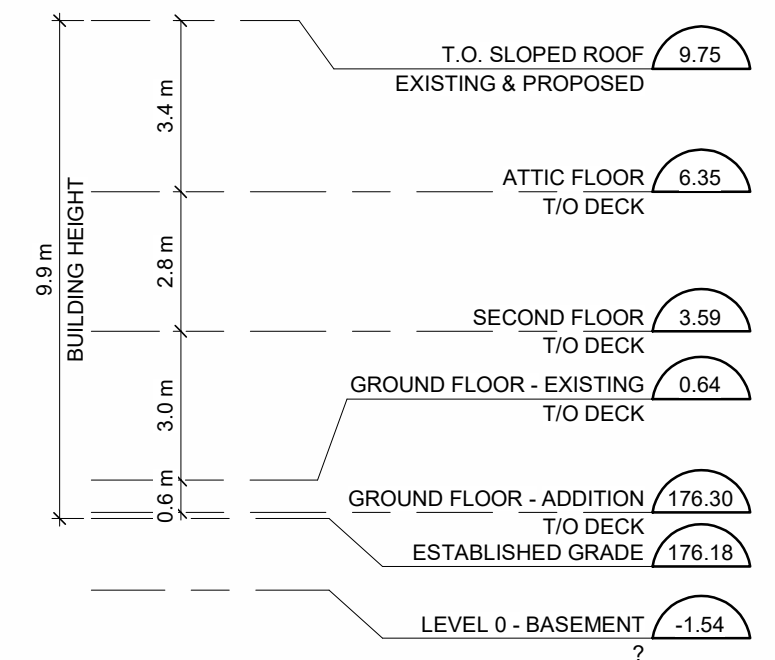 T.O. SLOPED ROOF 9.75
EXISTING & PROPOSED
3.4 m
ATTIC FLOOR 6.35
T/O DECK
9.9 m
BUILDING HEIGHT
2.8 m
SECOND FLOOR 3.59
T/O DECK
GROUND FLOOR - EXISTING 0.64
T/O DECK
3.0 m
0.6 m
GROUND FLOOR - ADDITION 176.30
T/O DECK
ESTABLISHED GRADE 176.18
LEVEL 0 - BASEMENT -1.54
?